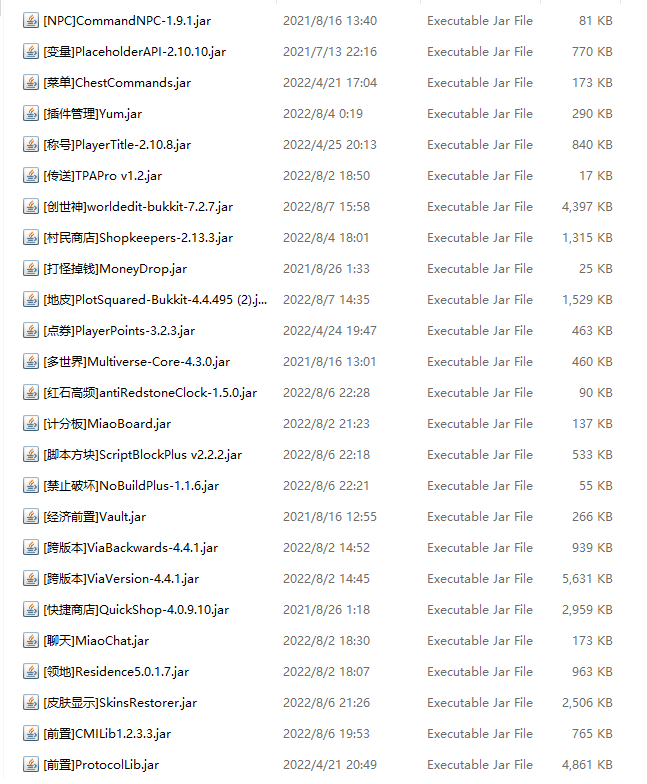 [NPC]CommandNPC-1.9.1.jar 2021/8/16 13:40 Executable Jar File 81 KB
[变量]PlaceholderAPI-2.10.10.jar 2021/7/13 22:16 Executable Jar File 770 KB
[菜单]ChestCommands.jar 2022/4/21 17:04 Executable Jar File 173 KB
[插件管理]Yum.jar 2022/8/4 0:19 Executable Jar File 290 KB
[称号]PlayerTitle-2.10.8.jar 2022/4/25 20:13 Executable Jar File 840 KB
[传送]TPAPro v1.2.jar 2022/8/2 18:50 Executable Jar File 17 KB
[创世神]worldedit-bukkit-7.2.7.jar 2022/8/7 15:58 Executable Jar File 4,397 KB
[村民商店]Shopkeepers-2.13.3.jar 2022/8/4 18:01 Executable Jar File 1,315 KB
[打怪掉钱]MoneyDrop.jar 2021/8/26 1:33 Executable Jar File 25 KB
[地皮]PlotSquared-Bukkit-4.4.495 (2).j... 2022/8/7 14:35 Executable Jar File 1,529 KB
[点券]PlayerPoints-3.2.3.jar 2022/4/24 19:47 Executable Jar File 463 KB
[多世界]Multiverse-Core-4.3.0.jar 2021/8/16 13:01 Executable Jar File 460 KB
[红石高频]antiRedstoneClock-1.5.0.jar 2022/8/6 22:28 Executable Jar File 90 KB
[计分板]MiaoBoard.jar 2022/8/2 21:23 Executable Jar File 137 KB
[脚本方块]ScriptBlockPlus v2.2.2.jar 2022/8/6 22:18 Executable Jar File 533 KB
[禁止破坏]NoBuildPlus-1.1.6.jar 2022/8/6 22:21 Executable Jar File 55 KB
[经济前置]Vault.jar 2021/8/16 12:55 Executable Jar File 266 KB
[跨版本]ViaBackwards-4.4.1.jar 2022/8/2 14:52 Executable Jar File 939 KB
[跨版本]ViaVersion-4.4.1.jar 2022/8/2 14:45 Executable Jar File 5,631 KB
[快捷商店]QuickShop-4.0.9.10.jar 2021/8/26 1:18 Executable Jar File 2,959 KB
[聊天]MiaoChat.jar 2022/8/2 18:30 Executable Jar File 173 KB
[领地]Residence5.0.1.7.jar 2022/8/2 18:07 Executable Jar File 963 KB
[皮肤显示]SkinsRestorer.jar 2022/8/6 21:26 Executable Jar File 2,506 KB
[前置]CMILib1.2.3.3.jar 2022/8/6 19:53 Executable Jar File 765 KB
[前置]ProtocolLib.jar 2022/4/21 20:49 Executable Jar File 4,861 KB